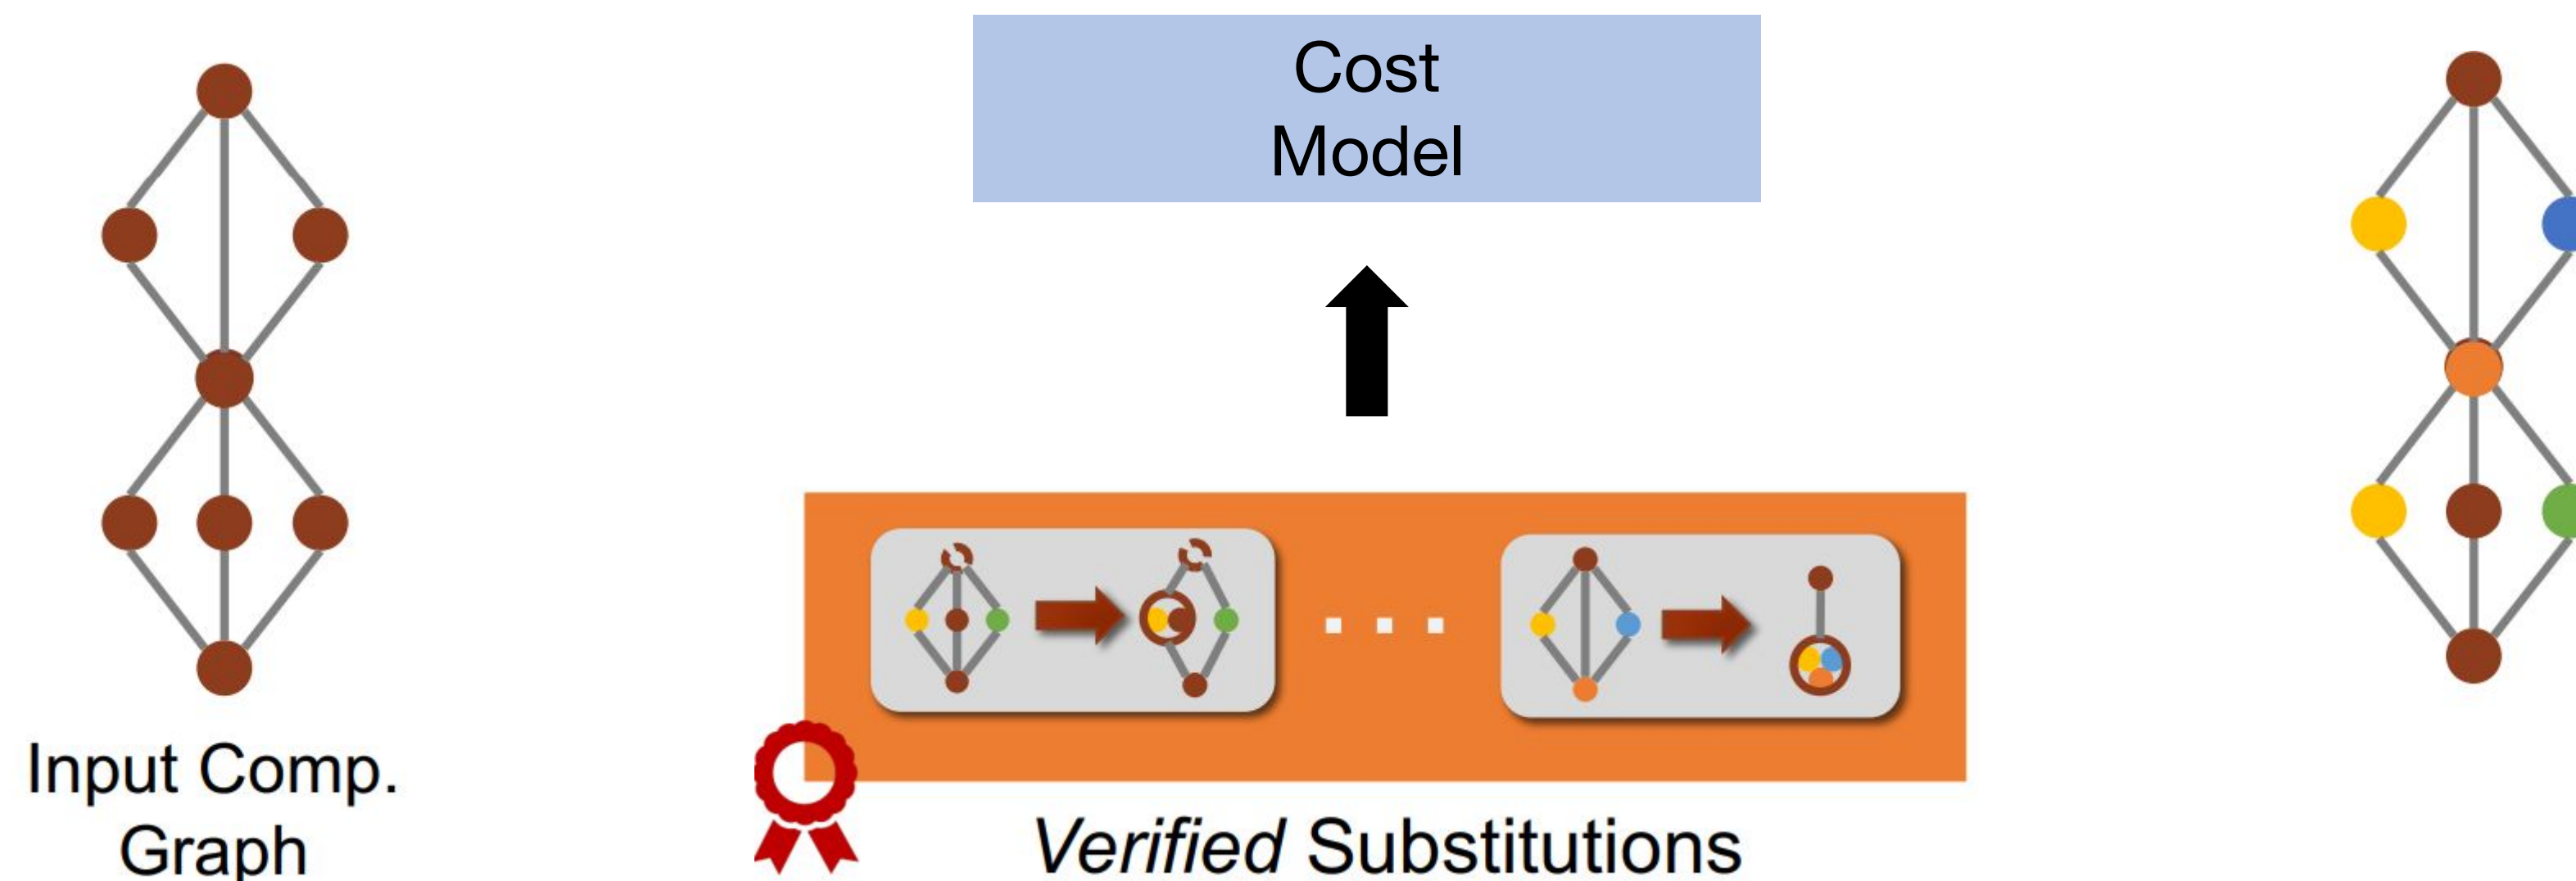 Cost
Model
Input Comp.
Graph
Verified Substitutions